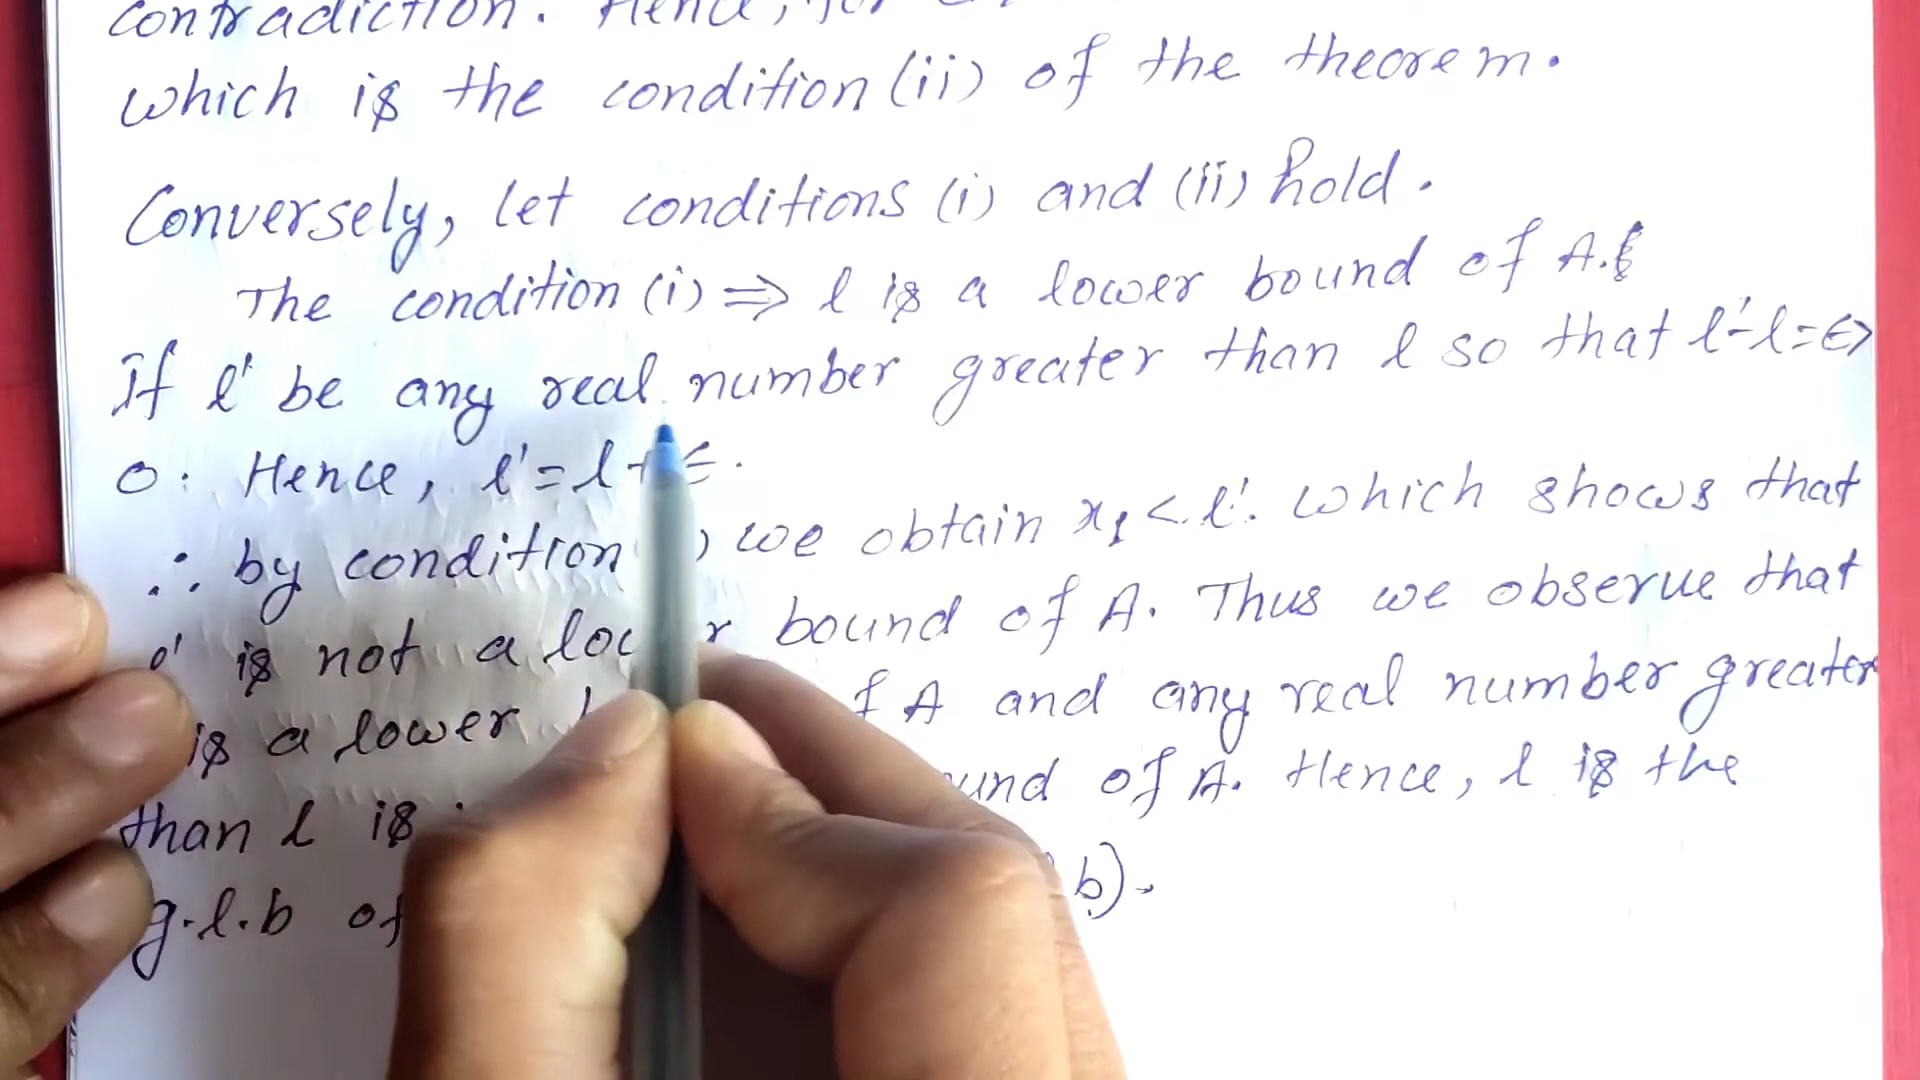 contradiction. Hence, for
which is the condition (ii) of the theorem.
Conversely, let conditions (i) and (ii) hold.
The condition (i) ⇒ l is a lower bound of A.
If l' be any real number greater than l so that l'-l=∈>
0. Hence, l'=l+∈.
∴ by condition ) we obtain x₁<l'. Which shows that
l' is not a lower bound of A. Thus we observe that
is a lower f A and any real number greater
than l is und of A. Hence, l is the
g.l.b of b).